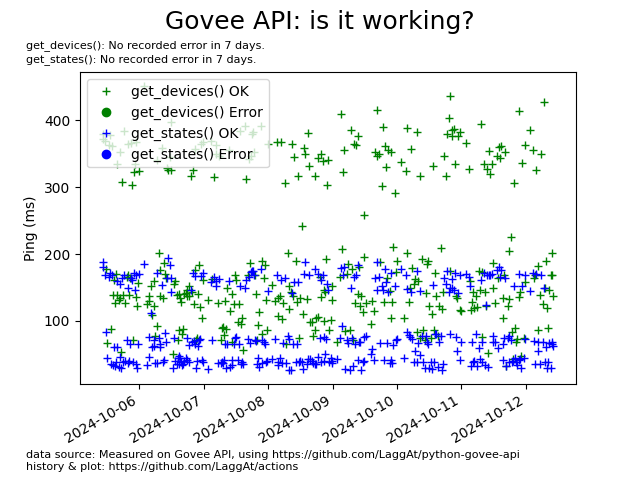 Govee API: is it working?
get_devices(): No recorded error in 7 days.
get_states(): No recorded error in 7 days.
get_devices() OK
get_devices() Error
get_states() OK
get_states() Error
400
300
200
100
Ping (ms)
2024-10-06
2024-10-07
2024-10-08
2024-10-09
2024-10-10
2024-10-11
2024-10-12
data source: Measured on Govee API, using https://github.com/LaggAt/python-govee-api
history & plot: https://github.com/LaggAt/actions